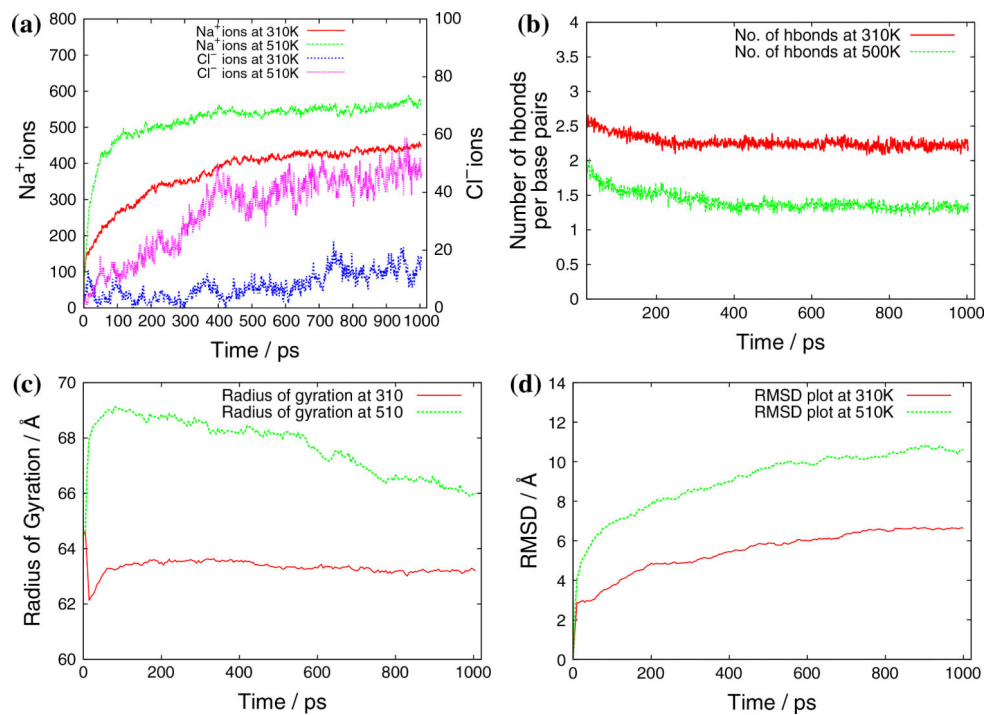 (a)
800
700
600
500
400
300
200
100
0
Na⁺ions
100
80
60
40
20
0
Cl⁻ions
Na⁺ions at 310K
Na⁺ions at 510K
Cl⁻ ions at 310K
Cl⁻ ions at 510K
0 100 200 300 400 500 600 700 800 900 1000
Time / ps
(b)
4
3.5
3
2.5
2
1.5
1
0.5
0
Number of hbonds
per base pairs
No. of hbonds at 310K
No. of hbonds at 500K
200 400 600 800 1000
Time / ps
(c)
70
68
66
64
62
60
Radius of Gyration / Å
Radius of gyration at 310
Radius of gyration at 510
0 200 400 600 800 1000
Time / ps
(d)
14
12
10
8
6
4
2
0
RMSD / Å
RMSD plot at 310K
RMSD plot at 510K
0 200 400 600 800 1000
Time / ps